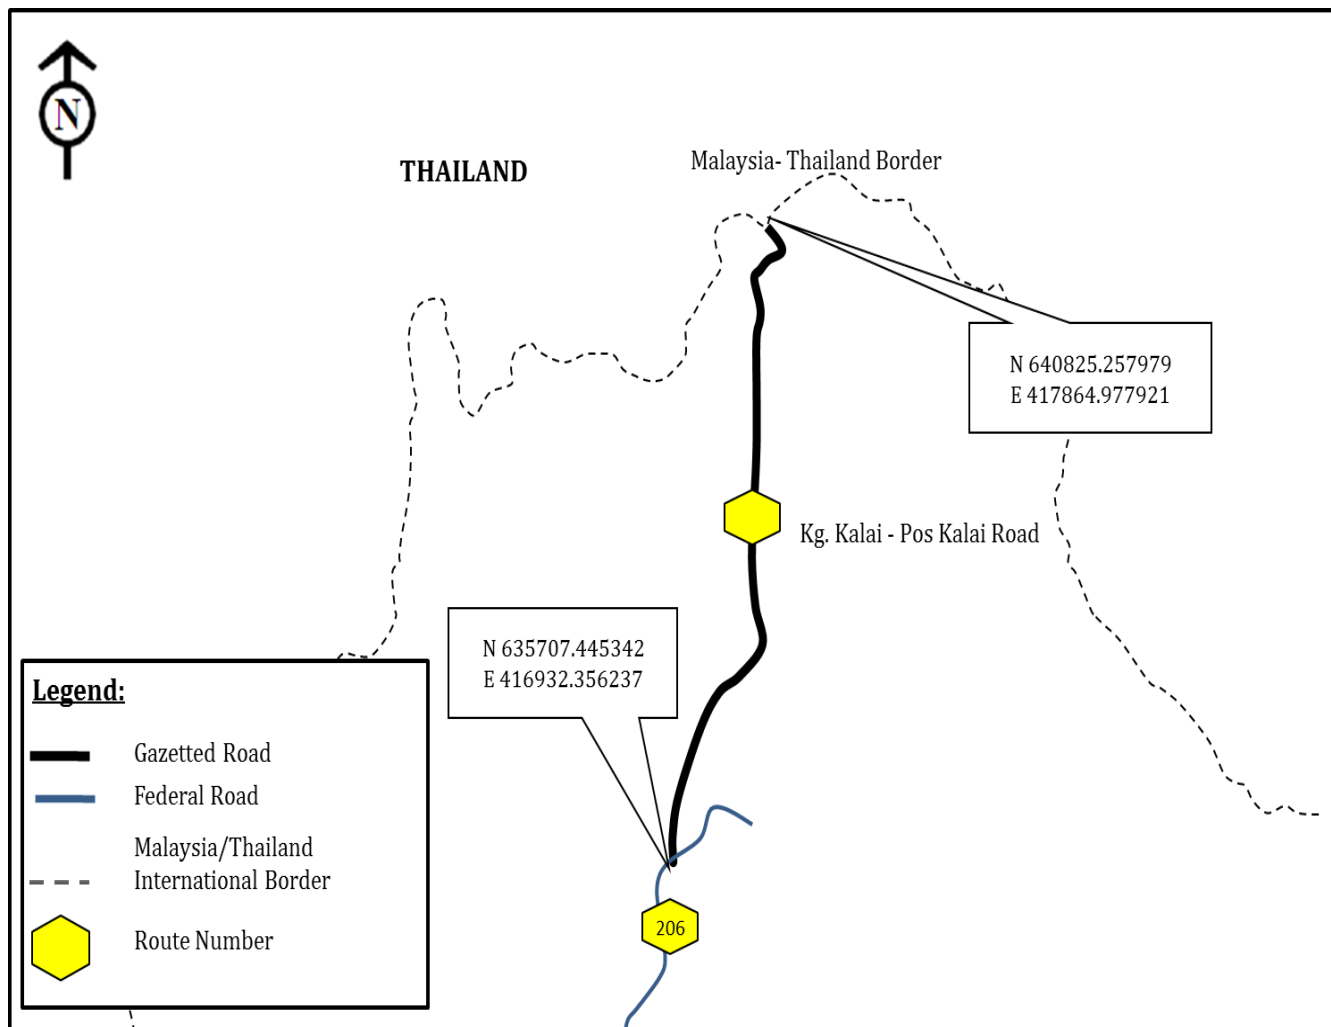 N
THAILAND
Malaysia- Thailand Border
N 640825.257979
E 417864.977921
Kg. Kalai - Pos Kalai Road
N 635707.445342
E 416932.356237
206
Legend:
Gazetted Road
Federal Road
Malaysia/Thailand
International Border
Route Number